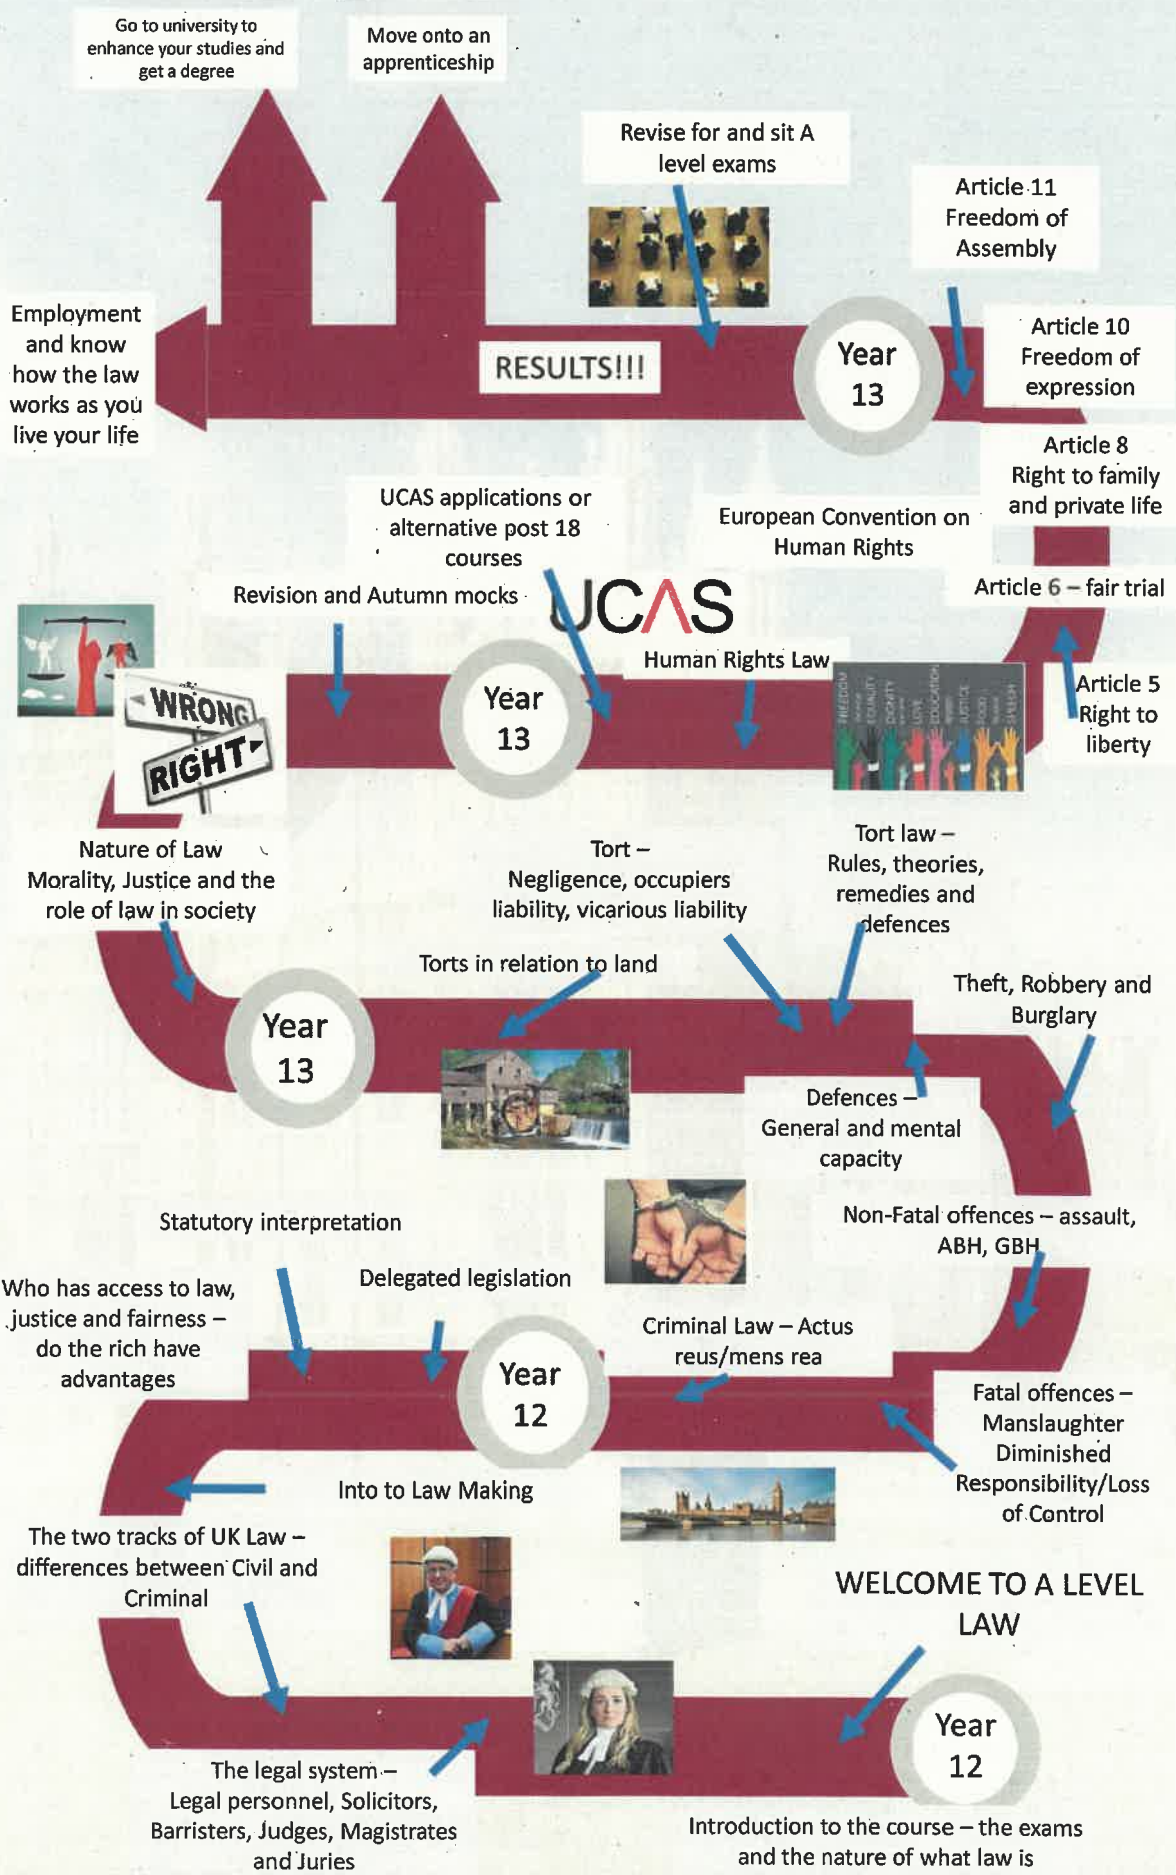 Go to university to
enhance your studies and
get a degree
Move onto an
apprenticeship
Revise for and sit A
level exams
Article 11
Freedom of
Assembly
Employment
and know
how the law
works as you
live your life
RESULTS!!!
Year
13
Article 10
Freedom of
expression
Article 8
Right to family
and private life
UCAS applications or
alternative post 18
courses
European Convention on
Human Rights
Revision and Autumn mocks
UCAS
Article 6 – fair trial
Human Rights Law
WRONG
RIGHT
Year
13
FREEDOM
EQUALITY
DIGNITY
LOVE
EDUCATION
JUSTICE
SPEECH
Article 5
Right to
liberty
Nature of Law
Morality, Justice and the
role of law in society
Tort –
Negligence, occupiers
liability, vicarious liability
Tort law –
Rules, theories,
remedies and
defences
Torts in relation to land
Theft, Robbery and
Burglary
Year
13
Defences –
General and mental
capacity
Statutory interpretation
Non-Fatal offences – assault,
ABH, GBH
Who has access to law,
justice and fairness –
do the rich have
advantages
Delegated legislation
Criminal Law – Actus
reus/mens rea
Year
12
Fatal offences –
Manslaughter
Diminished
Responsibility/Loss
of Control
Into to Law Making
The two tracks of UK Law –
differences between Civil and
Criminal
WELCOME TO A LEVEL
LAW
Year
12
The legal system –
Legal personnel, Solicitors,
Barristers, Judges, Magistrates
and Juries
Introduction to the course – the exams
and the nature of what law is